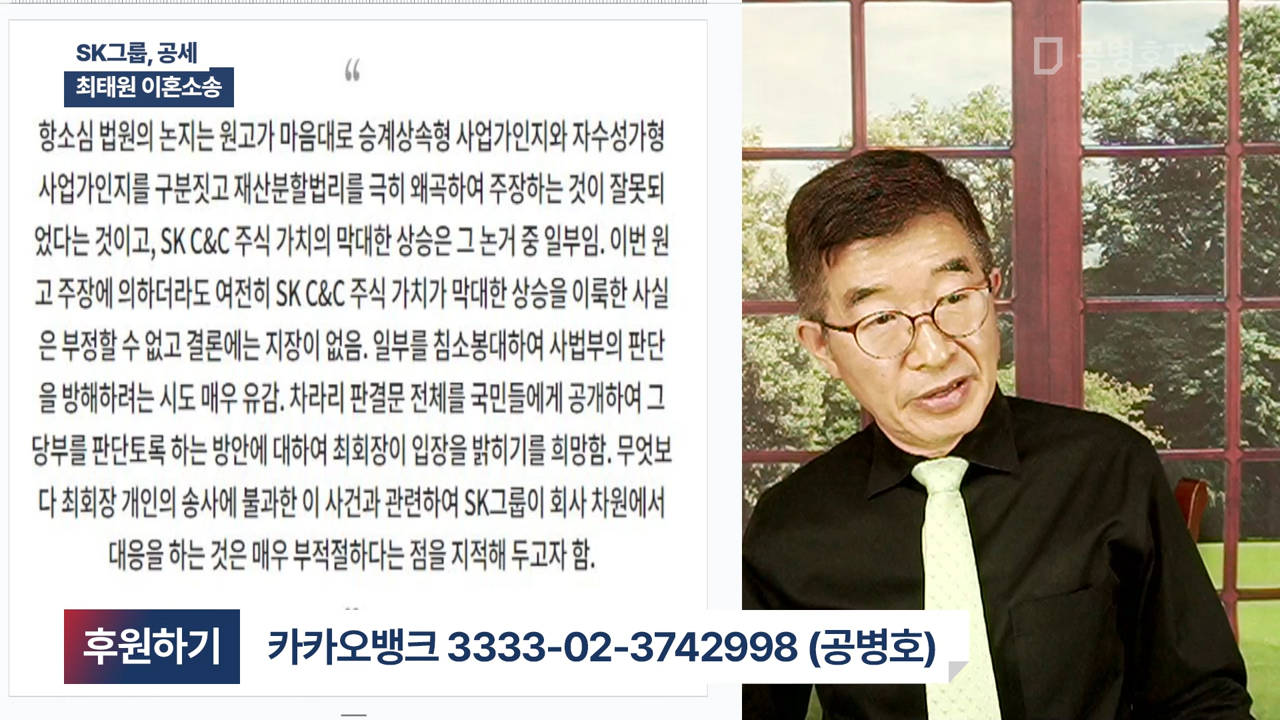 SK그룹, 공세
최태원 이혼소송
“
항소심 법원의 논지는 원고가 마음대로 승계상속형 사업가인지와 자수성가형
사업가인지를 구분짓고 재산분할법리를 극히 왜곡하여 주장하는 것이 잘못되
었다는 것이고, SK C&C 주식 가치의 막대한 상승은 그 논거 중 일부임. 이번 원
고 주장에 의하더라도 여전히 SK C&C 주식 가치가 막대한 상승을 이룩한 사실
은 부정할 수 없고 결론에는 지장이 없음. 일부를 침소봉대하여 사법부의 판단
을 방해하려는 시도 매우 유감. 차라리 판결문 전체를 국민들에게 공개하여 그
당부를 판단토록 하는 방안에 대하여 최회장이 입장을 밝히기를 희망함. 무엇보
다 최회장 개인의 송사에 불과한 이 사건과 관련하여 SK그룹이 회사 차원에서
대응을 하는 것은 매우 부적절하다는 점을 지적해 두고자 함.
후원하기
카카오뱅크 3333-02-3742998 (공병호)
공병호TV